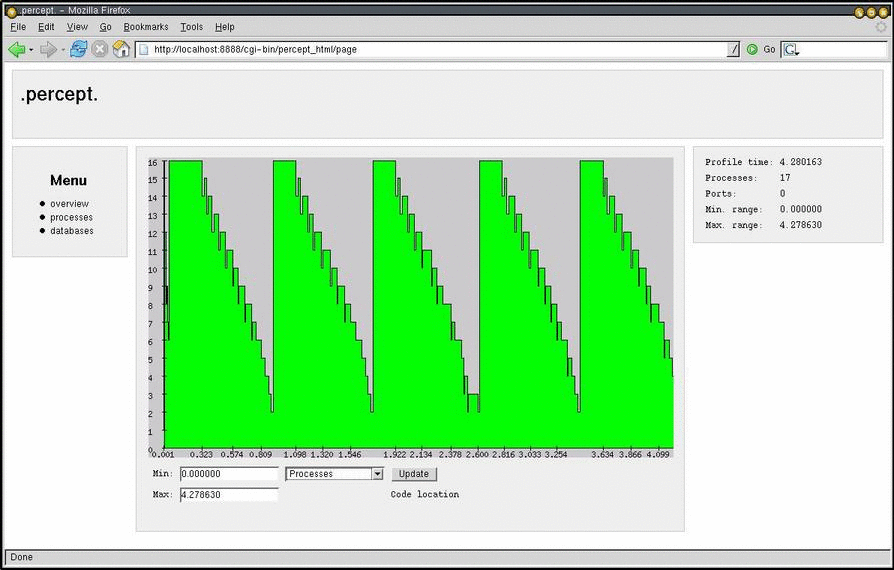 .percept. - Mozilla Firefox
File Edit View Go Bookmarks Tools Help
http://localhost:8888/cgi-bin/percept_html/page
Go
G
.percept.
Menu
overview
processes
databases
16
15
14
13
12
11
10
9
8
7
6
5
4
3
2
1
0
0.001 0.323 0.574 0.809 1.098 1.320 1.546 1.922 2.134 2.378 2.600 2.816 3.033 3.254 3.634 3.866 4.099
Min: 0.000000 Processes Update
Max: 4.278630 Code location
Profile time: 4.280163
Processes: 17
Ports: 0
Min. range: 0.000000
Max. range: 4.278630
Done